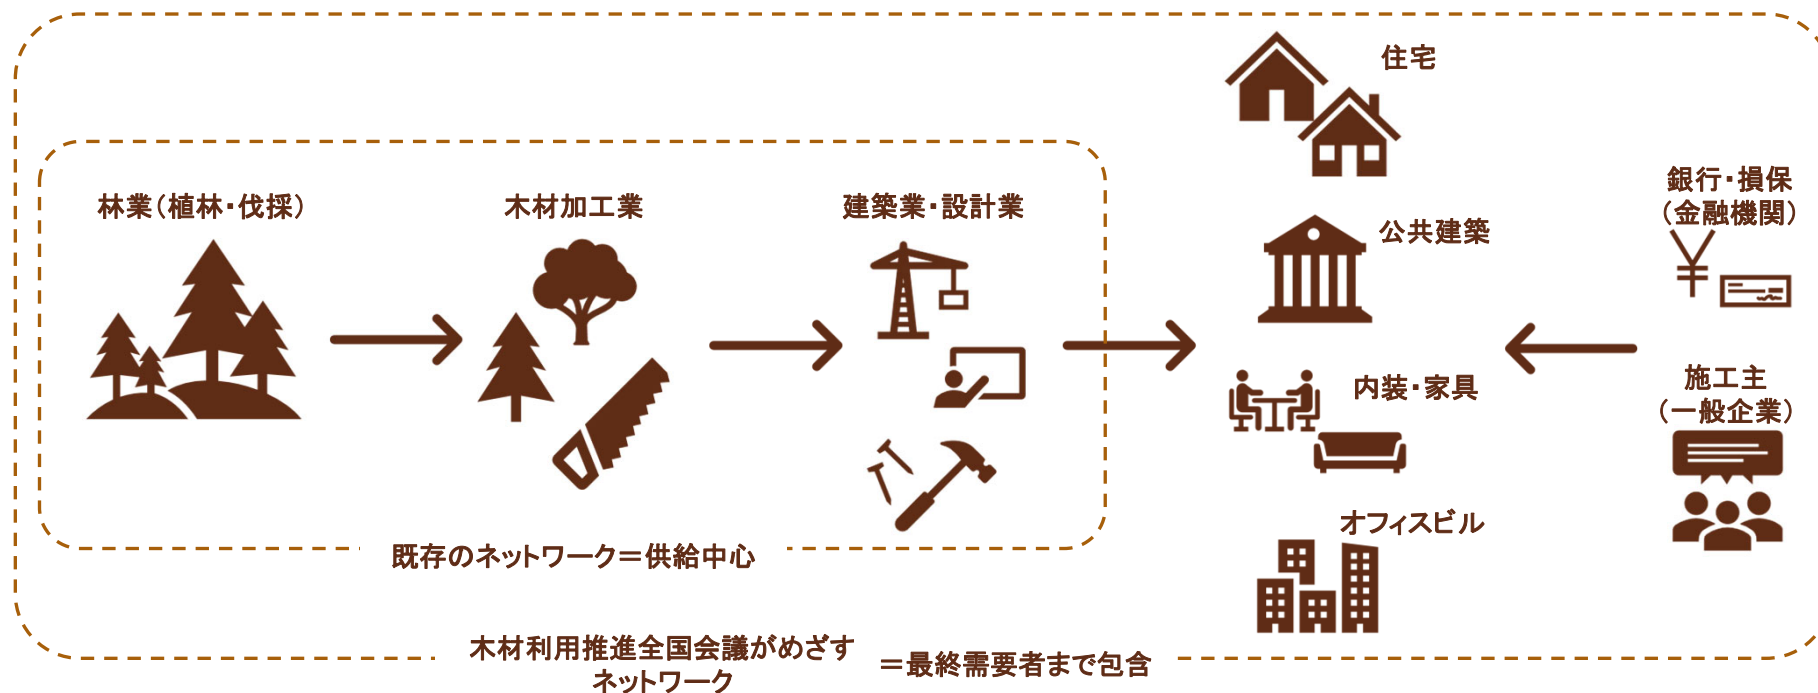 住宅
林業（植林・伐採）
木材加工業
建築業・設計業
公共建築
銀行・損保
（金融機関）
内装・家具
施工主
（一般企業）
オフィスビル
既存のネットワーク＝供給中心
木材利用推進全国会議がめざす
ネットワーク
＝最終需要者まで包含